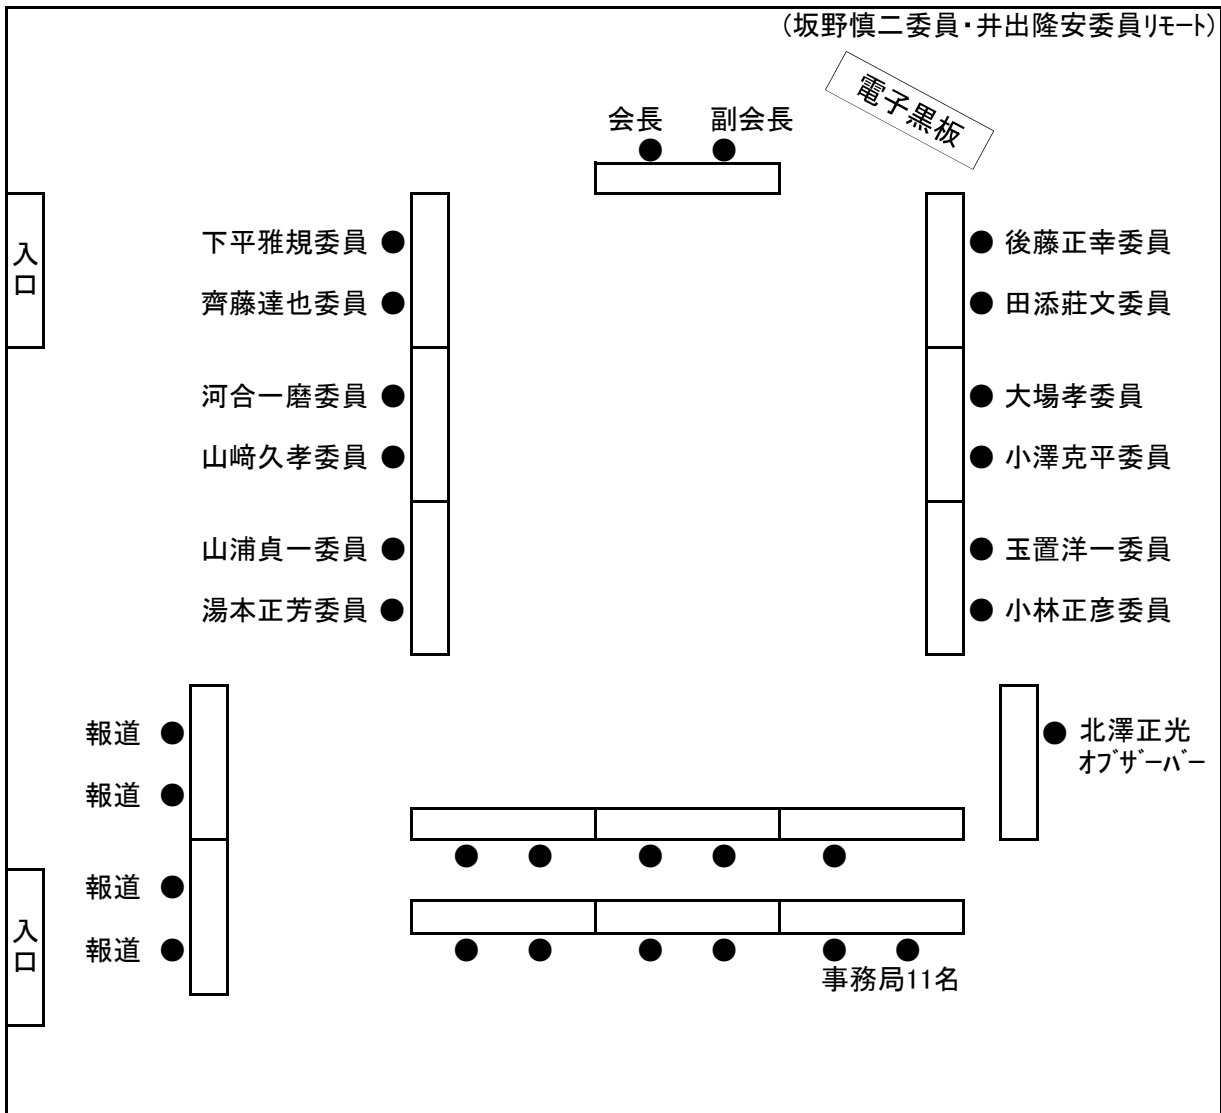 (坂野慎二委員・井出隆安委員リモート)
電子黒板
会長 副会長
入口
下平雅規委員
後藤正幸委員
齊藤達也委員
田添莊文委員
河合一磨委員
大場孝委員
山﨑久孝委員
小澤克平委員
山浦貞一委員
玉置洋一委員
湯本正芳委員
小林正彦委員
報道
北澤正光
オブザーバー
報道
報道
入口
報道
事務局11名